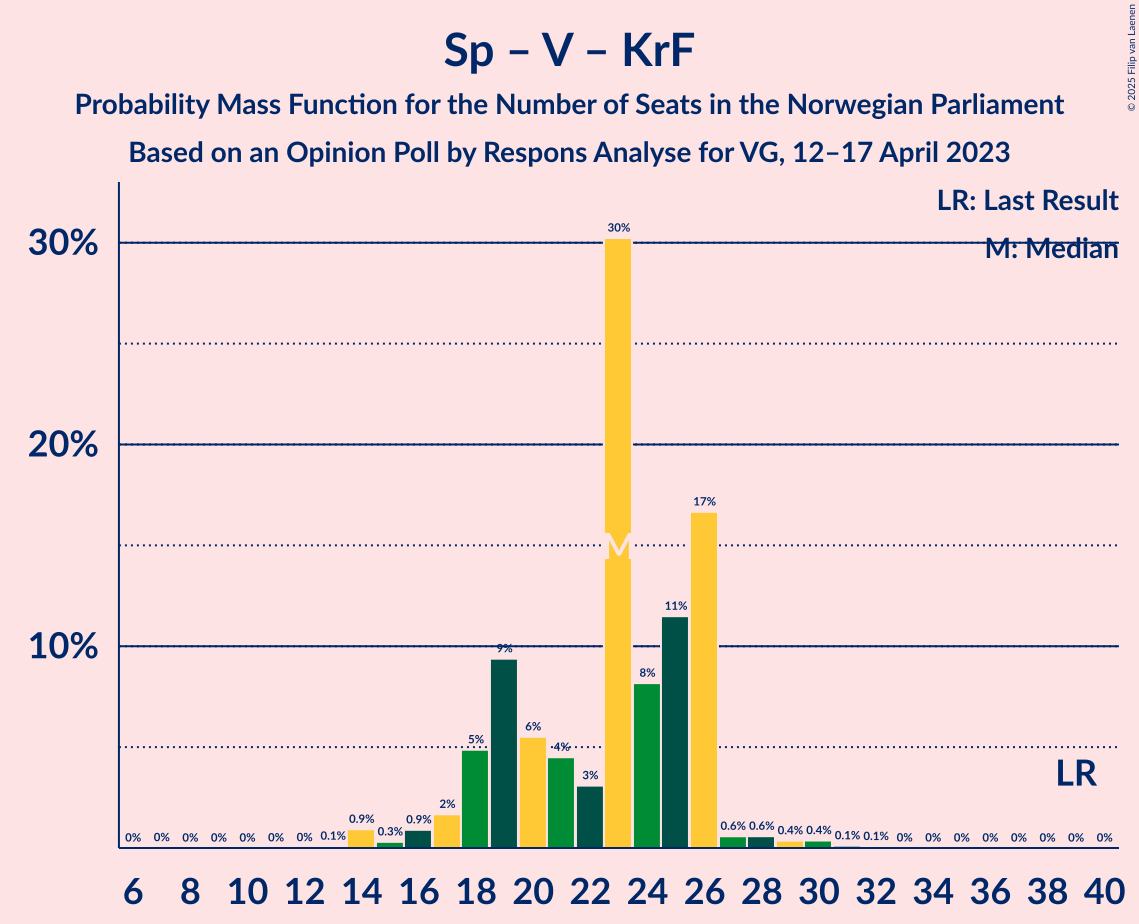 Sp – V – KrF
Probability Mass Function for the Number of Seats in the Norwegian Parliament
Based on an Opinion Poll by Respons Analyse for VG, 12–17 April 2023
© 2025 Filip van Laenen
LR: Last Result
M: Median
30%
20%
10%
0% 0% 0% 0% 0% 0% 0% 0.1% 0.9% 0.3% 0.9% 2% 5% 9% 6% 4% 3% 30% 8% 11% 17% 0.6% 0.6% 0.4% 0.4% 0.1% 0.1% 0% 0% 0% 0% 0% 0% 0% 0%
M
LR
6 8 10 12 14 16 18 20 22 24 26 28 30 32 34 36 38 40